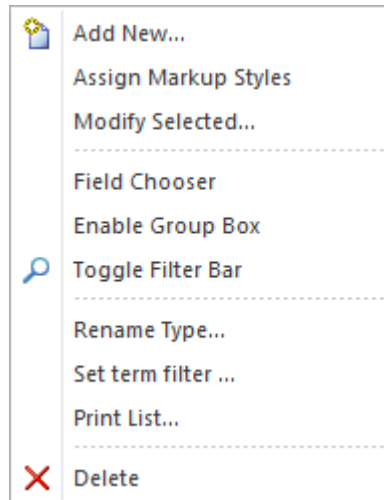 Add New...
Assign Markup Styles
Modify Selected...
Field Chooser
Enable Group Box
Toggle Filter Bar
Rename Type...
Set term filter ...
Print List...
Delete